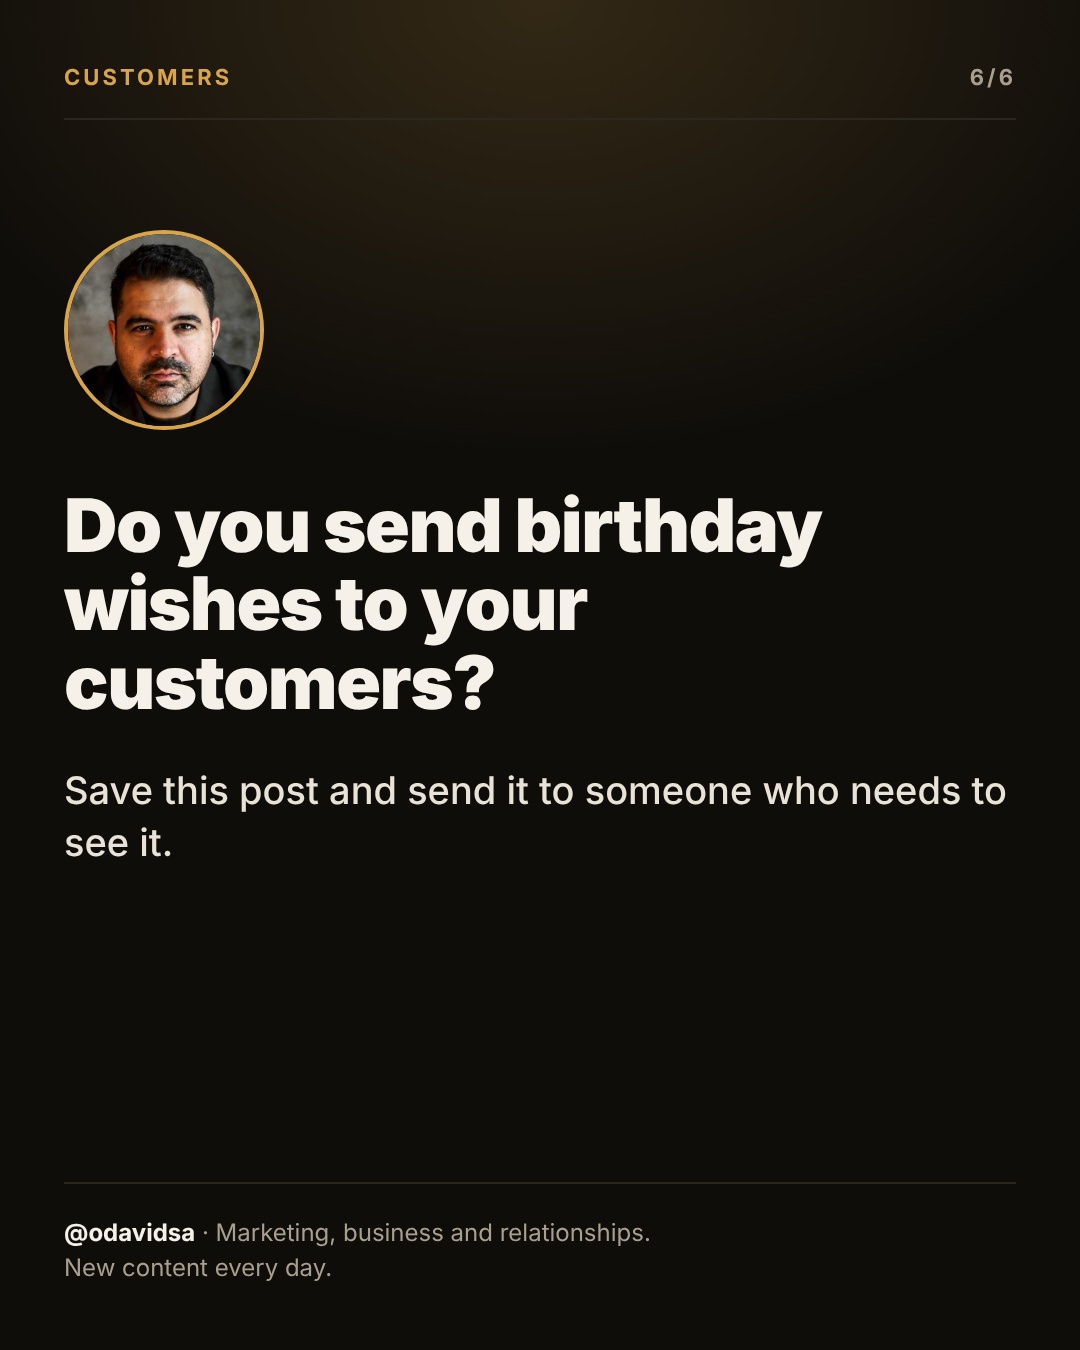 CUSTOMERS
6/6
Do you send birthday
wishes to your
customers?
Save this post and send it to someone who needs to
see it.
@odavidsa · Marketing, business and relationships.
New content every day.